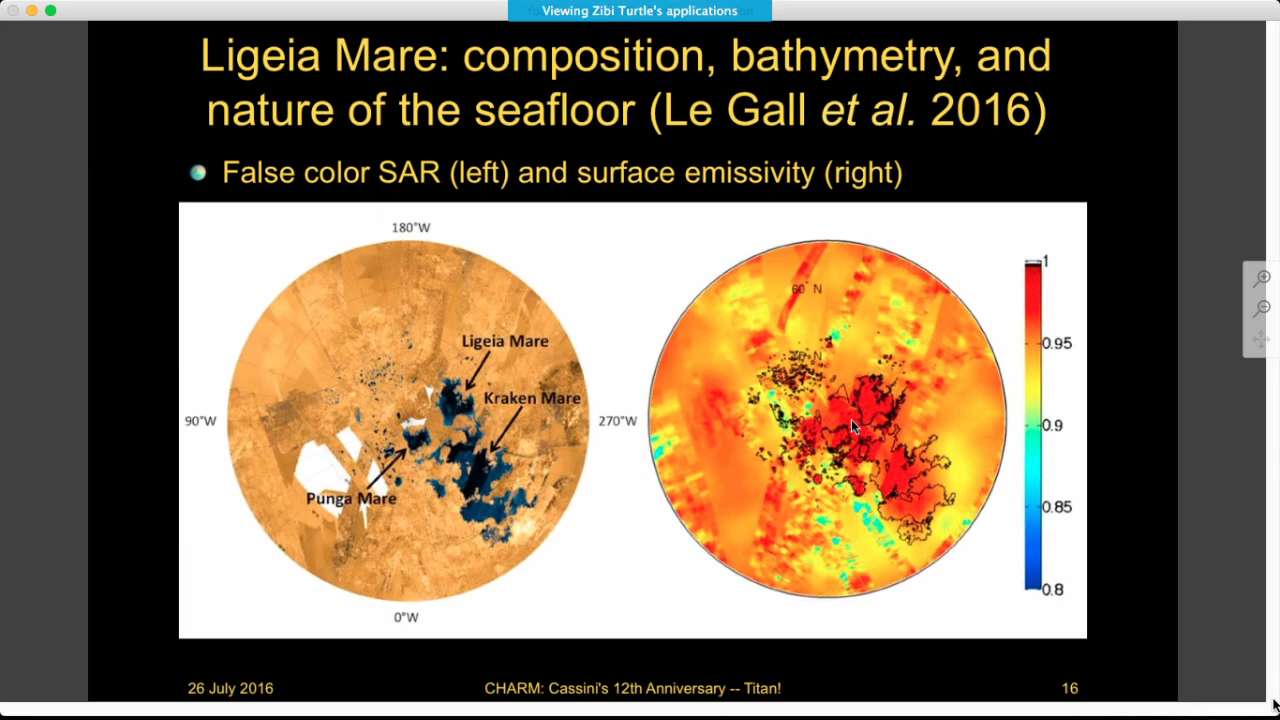 Viewing Zibi Turtle's applications
Ligeia Mare: composition, bathymetry, and
nature of the seafloor (Le Gall et al. 2016)
False color SAR (left) and surface emissivity (right)
180°W
Ligeia Mare
Kraken Mare
90°W
270°W
Punga Mare
0°W
60° N
1
0.95
0.9
0.85
0.8
26 July 2016
CHARM: Cassini's 12th Anniversary -- Titan!
16